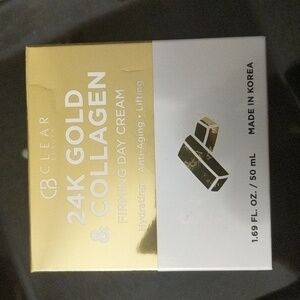 CB CLEAR
24K GOLD
& COLLAGEN
FIRMING DAY CREAM
Hydrating • Anti-Aging • Lifting
1.69 FL. OZ. / 50 mL
MADE IN KOREA